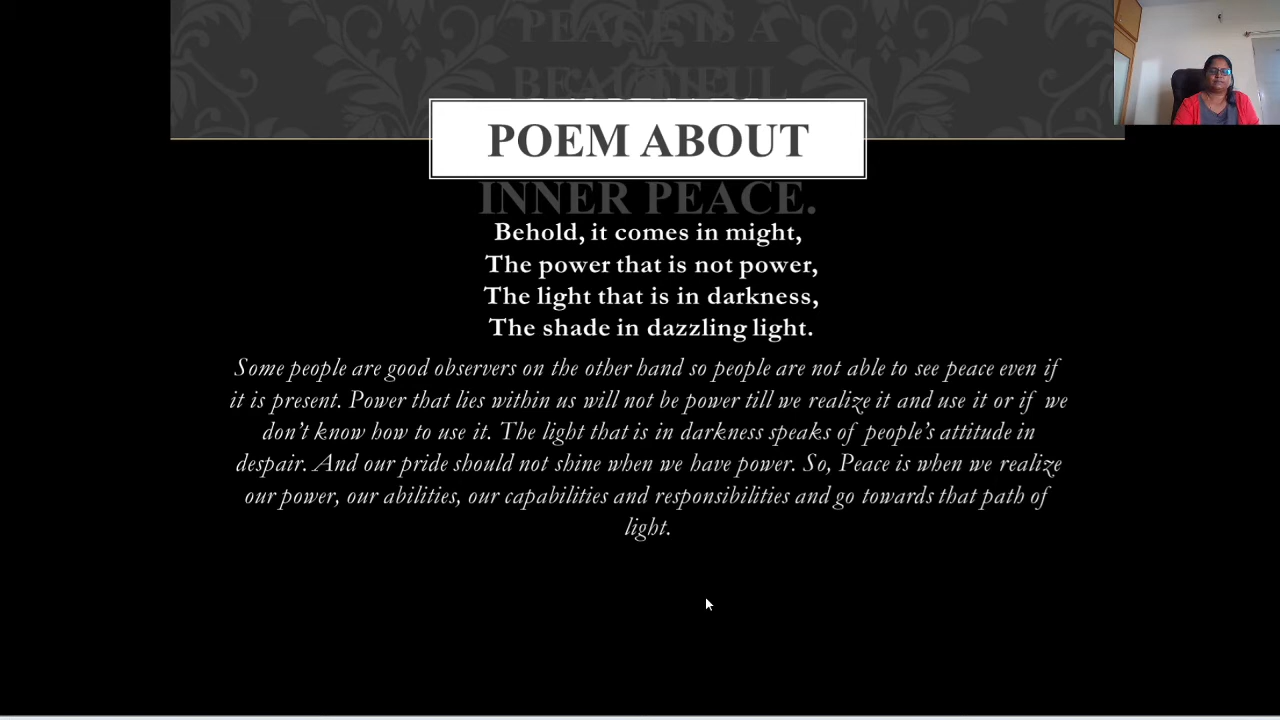 PEACE IS A
BEAUTIFUL
POEM ABOUT
INNER PEACE.
Behold, it comes in might,
The power that is not power,
The light that is in darkness,
The shade in dazzling light.
Some people are good observers on the other hand so people are not able to see peace even if
it is present. Power that lies within us will not be power till we realize it and use it or if we
don't know how to use it. The light that is in darkness speaks of people's attitude in
despair. And our pride should not shine when we have power. So, Peace is when we realize
our power, our abilities, our capabilities and responsibilities and go towards that path of
light.